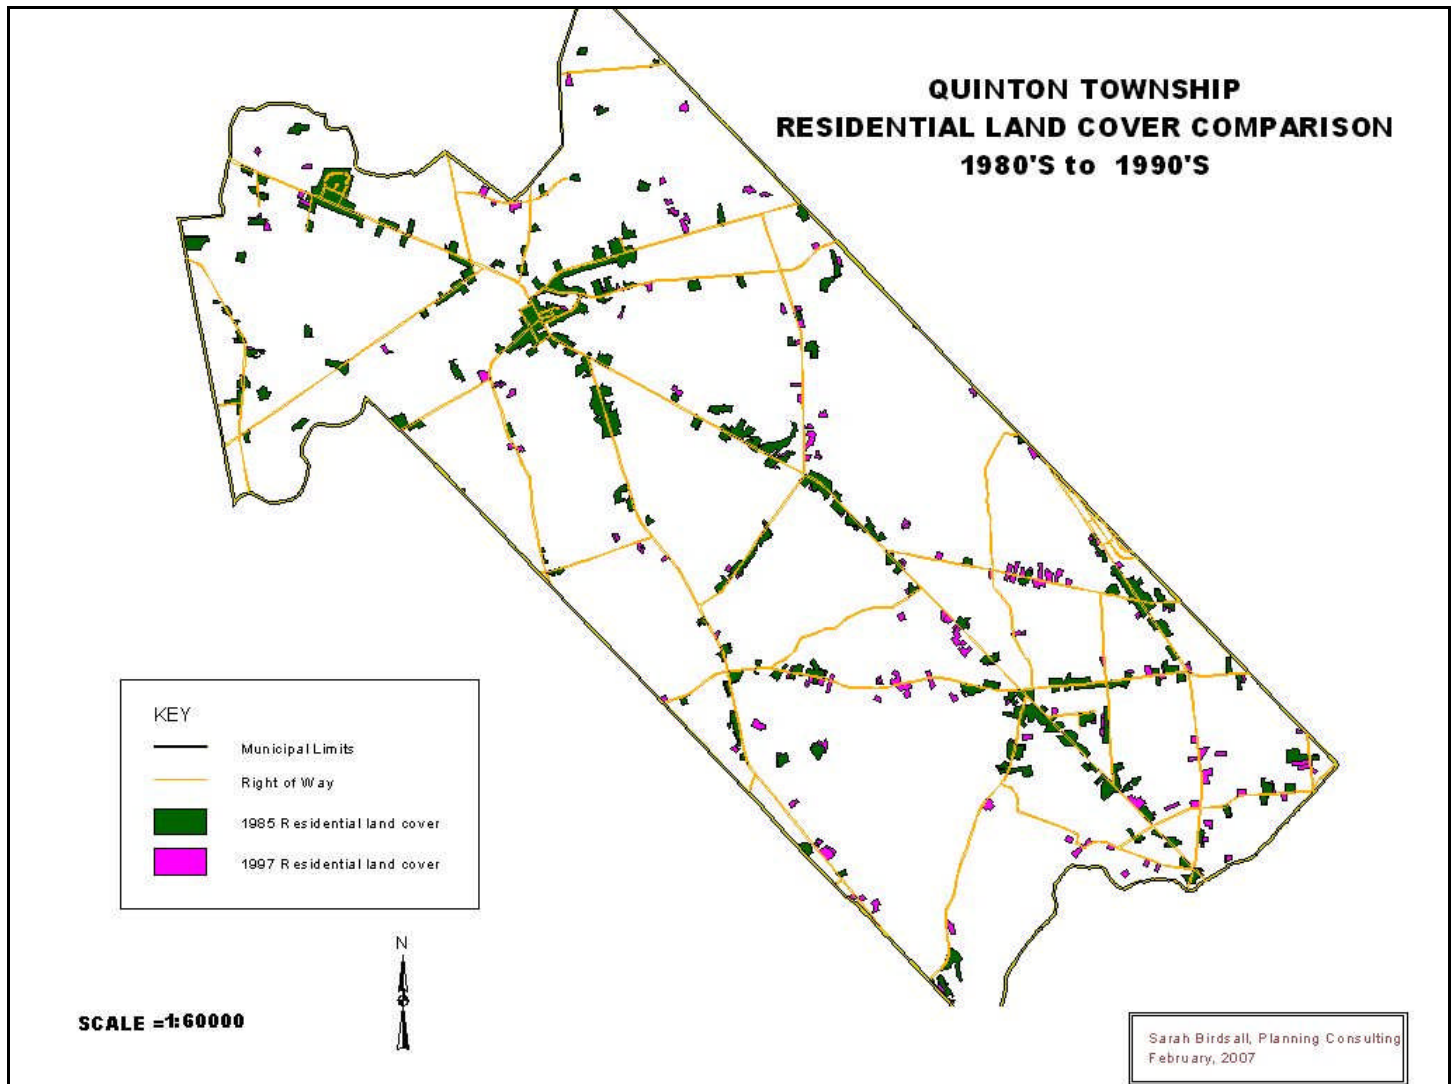 QUINTON TOWNSHIP
RESIDENTIAL LAND COVER COMPARISON
1980'S to 1990'S
KEY
Municipal Limits
Right of Way
1985 Residential land cover
1997 Residential land cover
N
SCALE =1:60000
Sarah Birdsall, Planning Consulting
February, 2007